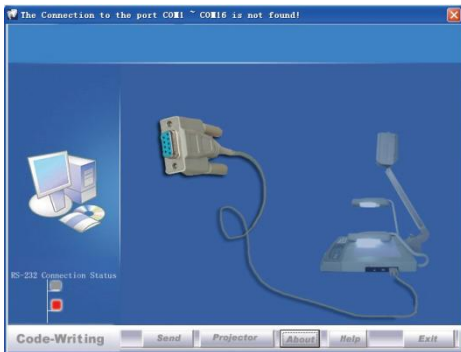 The Connection to the port COM1 ~ COM16 is not found!
RS-232 Connection Status
Code-Writing Send Projector About Help Exit